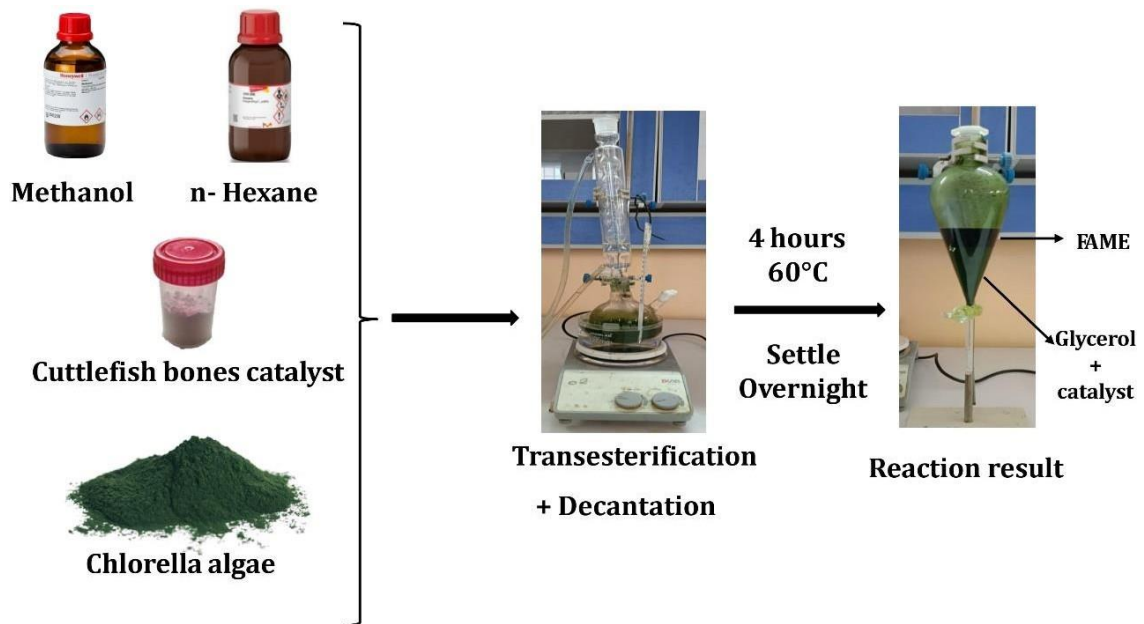 Methanol
n- Hexane
Cuttlefish bones catalyst
Chlorella algae
Transesterification
+ Decantation
4 hours
60°C
Settle
Overnight
Reaction result
FAME
Glycerol
+
catalyst
Honeywell